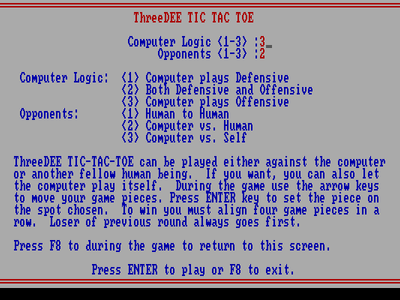 ThreeDEE TIC TAC TOE
Computer Logic <1-3> :3_
Opponents <1-3> :2
Computer Logic: <1> Computer plays Defensive
<2> Both Defensive and Offensive
<3> Computer plays Offensive
Opponents: <1> Human to Human
<2> Computer vs. Human
<3> Computer vs. Self
ThreeDEE TIC-TAC-TOE can be played either against the computer
or another fellow human being. If you want, you can also let
the computer play itself. During the game use the arrow keys
to move your game pieces. Press ENTER key to set the piece on
the spot chosen. To win you must align four game pieces in a
row. Loser of previous round always goes first.
Press F8 to during the game to return to this screen.
Press ENTER to play or F8 to exit.